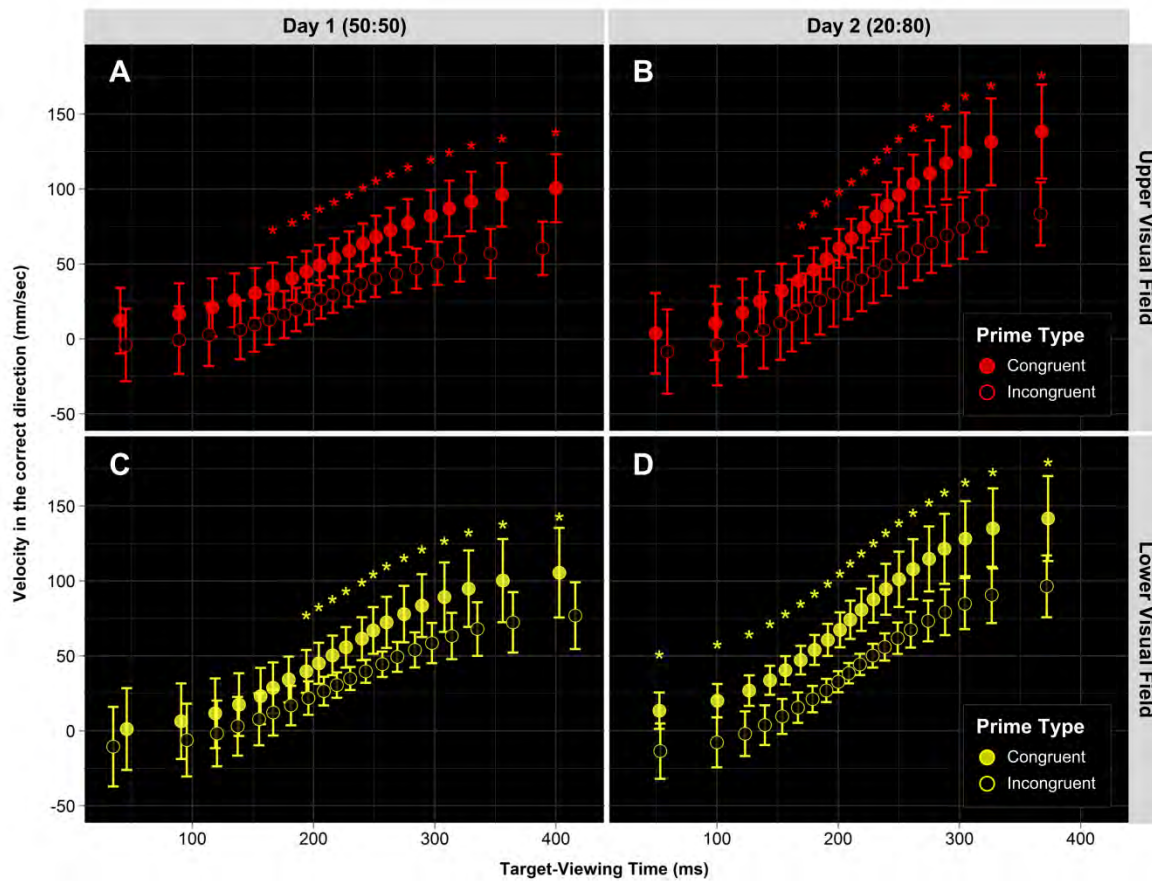 Day 1 (50:50)
Day 2 (20:80)
A
B
Upper Visual Field
150
100
50
0
-50
Prime Type
Congruent
Incongruent
C
D
Lower Visual Field
150
100
50
0
-50
Prime Type
Congruent
Incongruent
Velocity in the correct direction (mm/sec)
100
200
300
400
100
200
300
400
Target-Viewing Time (ms)